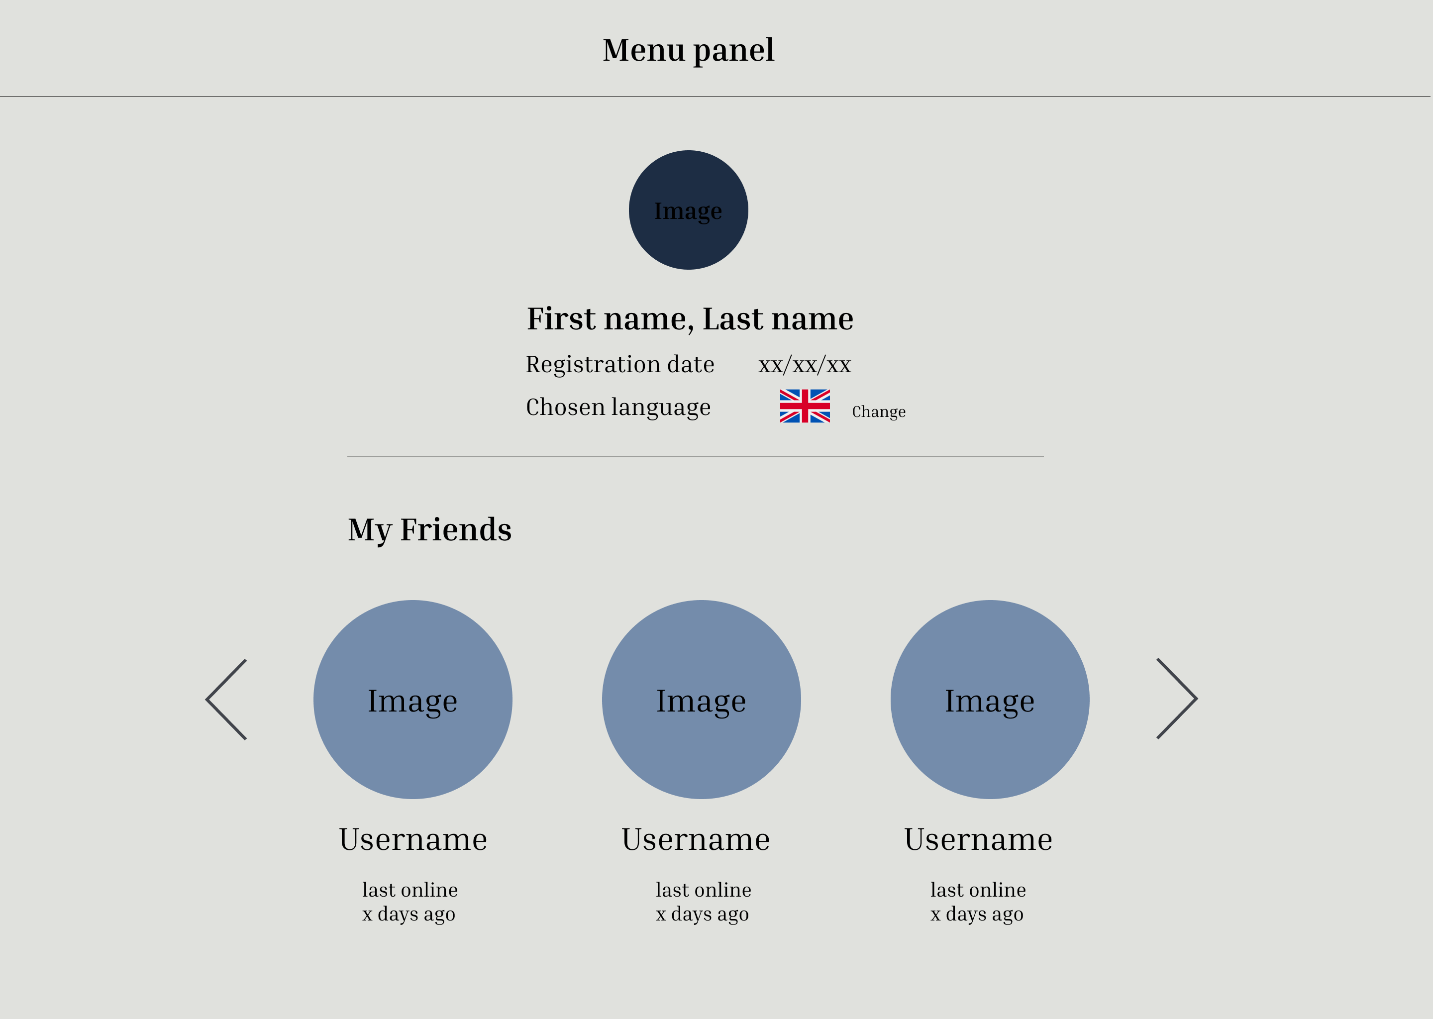 Menu panel
Image
First name, Last name
Registration date xx/xx/xx
Chosen language Change
My Friends
Image Image Image
Username Username Username
last online last online last online
x days ago x days ago x days ago